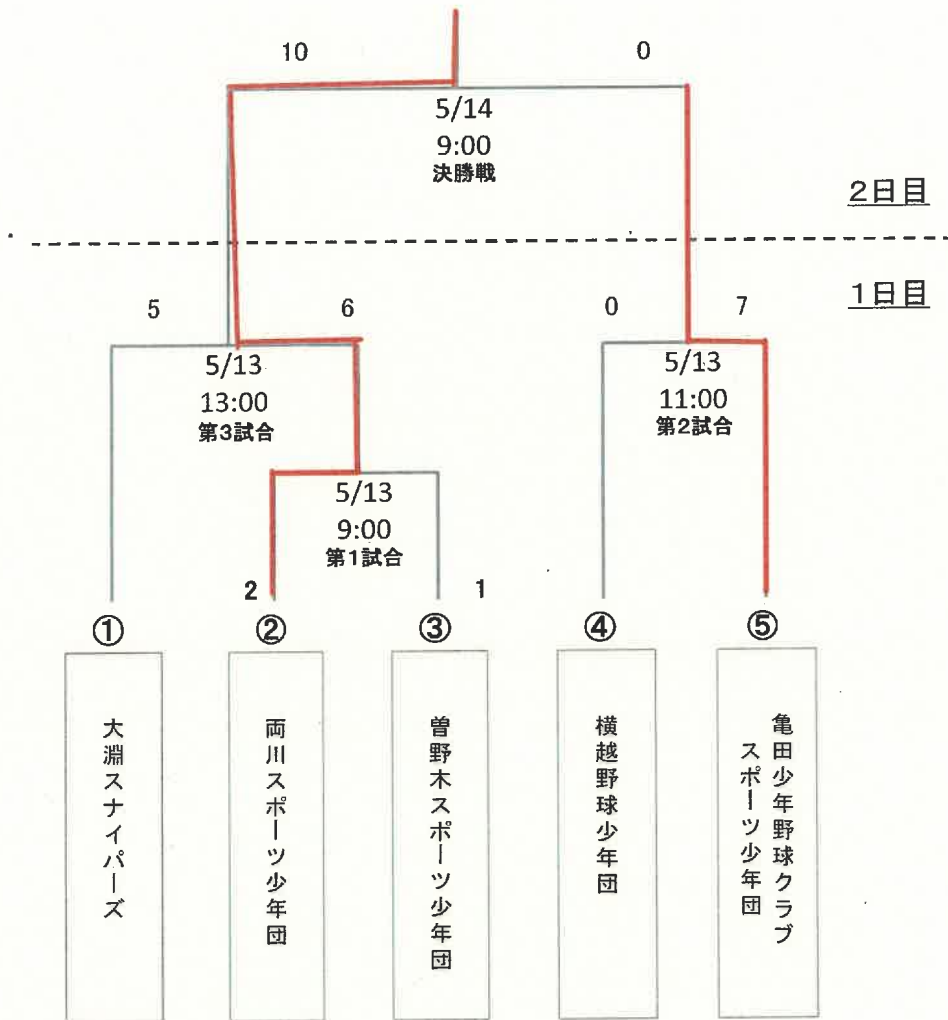 10
0
5/14
9:00
決勝戦
2日目
1日目
5
6
0
7
5/13
13:00
第3試合
5/13
11:00
第2試合
5/13
9:00
第1試合
2
1
①
②
③
④
⑤
大淵スナイパーズ
両川スポーツ少年団
曽野木スポーツ少年団
横越野球少年団
亀田少年野球クラブ
スポーツ少年団